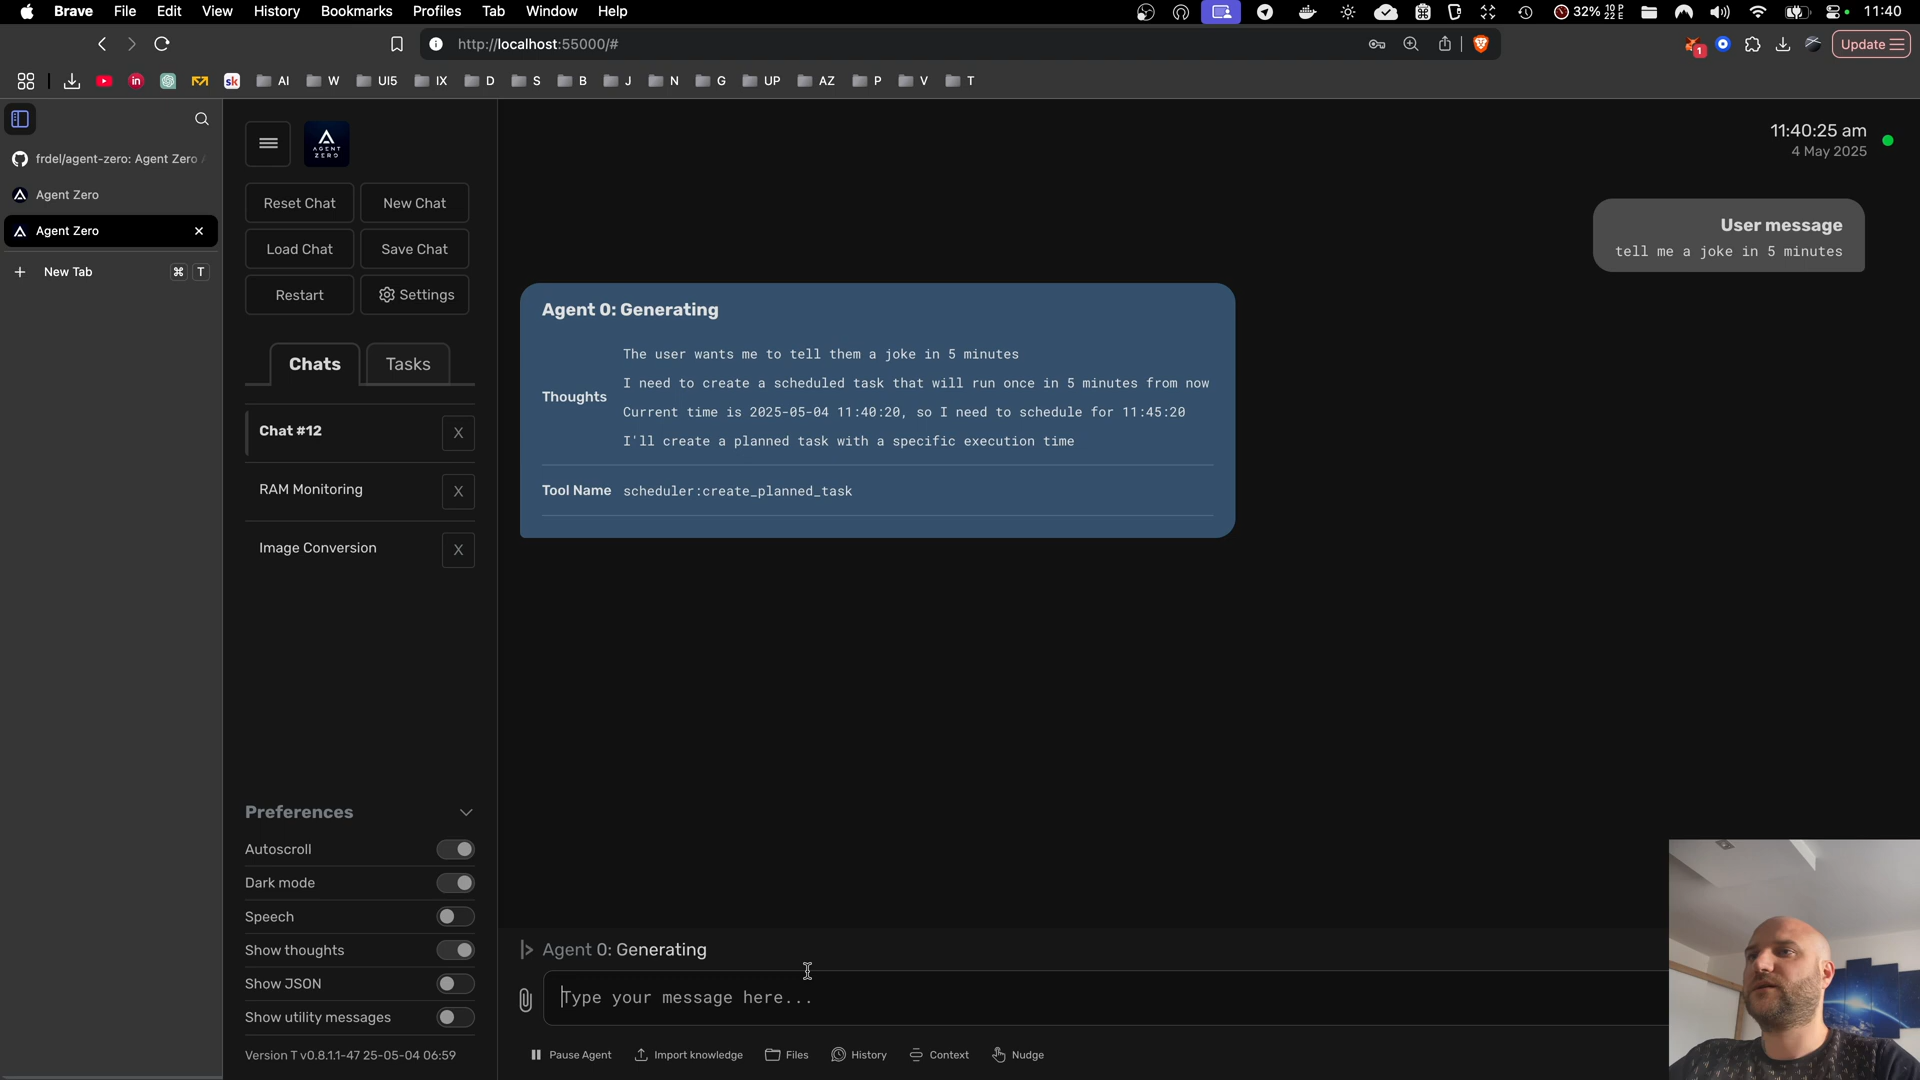 Brave File Edit View History Bookmarks Profiles Tab Window Help
32% 10 P 22 E 11:40
http://localhost:55000/#
1
Update
in sk AI W UI5 IX D S B J N G UP AZ P V T
frdel/agent-zero: Agent Zero
Agent Zero
Agent Zero
New Tab ⌘ T
AGENT ZERO
Reset Chat New Chat
Load Chat Save Chat
Restart Settings
Chats Tasks
Chat #12 X
RAM Monitoring X
Image Conversion X
Preferences
Autoscroll
Dark mode
Speech
Show thoughts
Show JSON
Show utility messages
Version T v0.8.1.1-47 25-05-04 06:59
11:40:25 am
4 May 2025
User message
tell me a joke in 5 minutes
Agent 0: Generating
Thoughts
The user wants me to tell them a joke in 5 minutes
I need to create a scheduled task that will run once in 5 minutes from now
Current time is 2025-05-04 11:40:20, so I need to schedule for 11:45:20
I'll create a planned task with a specific execution time
Tool Name scheduler:create_planned_task
Agent 0: Generating
Type your message here...
Pause Agent Import knowledge Files History Context Nudge